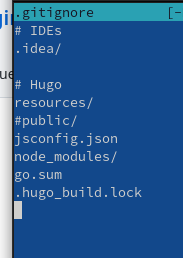 .gitignore [-
# IDEs
.idea/
# Hugo
resources/
#public/
jsconfig.json
node_modules/
go.sum
.hugo_build.lock